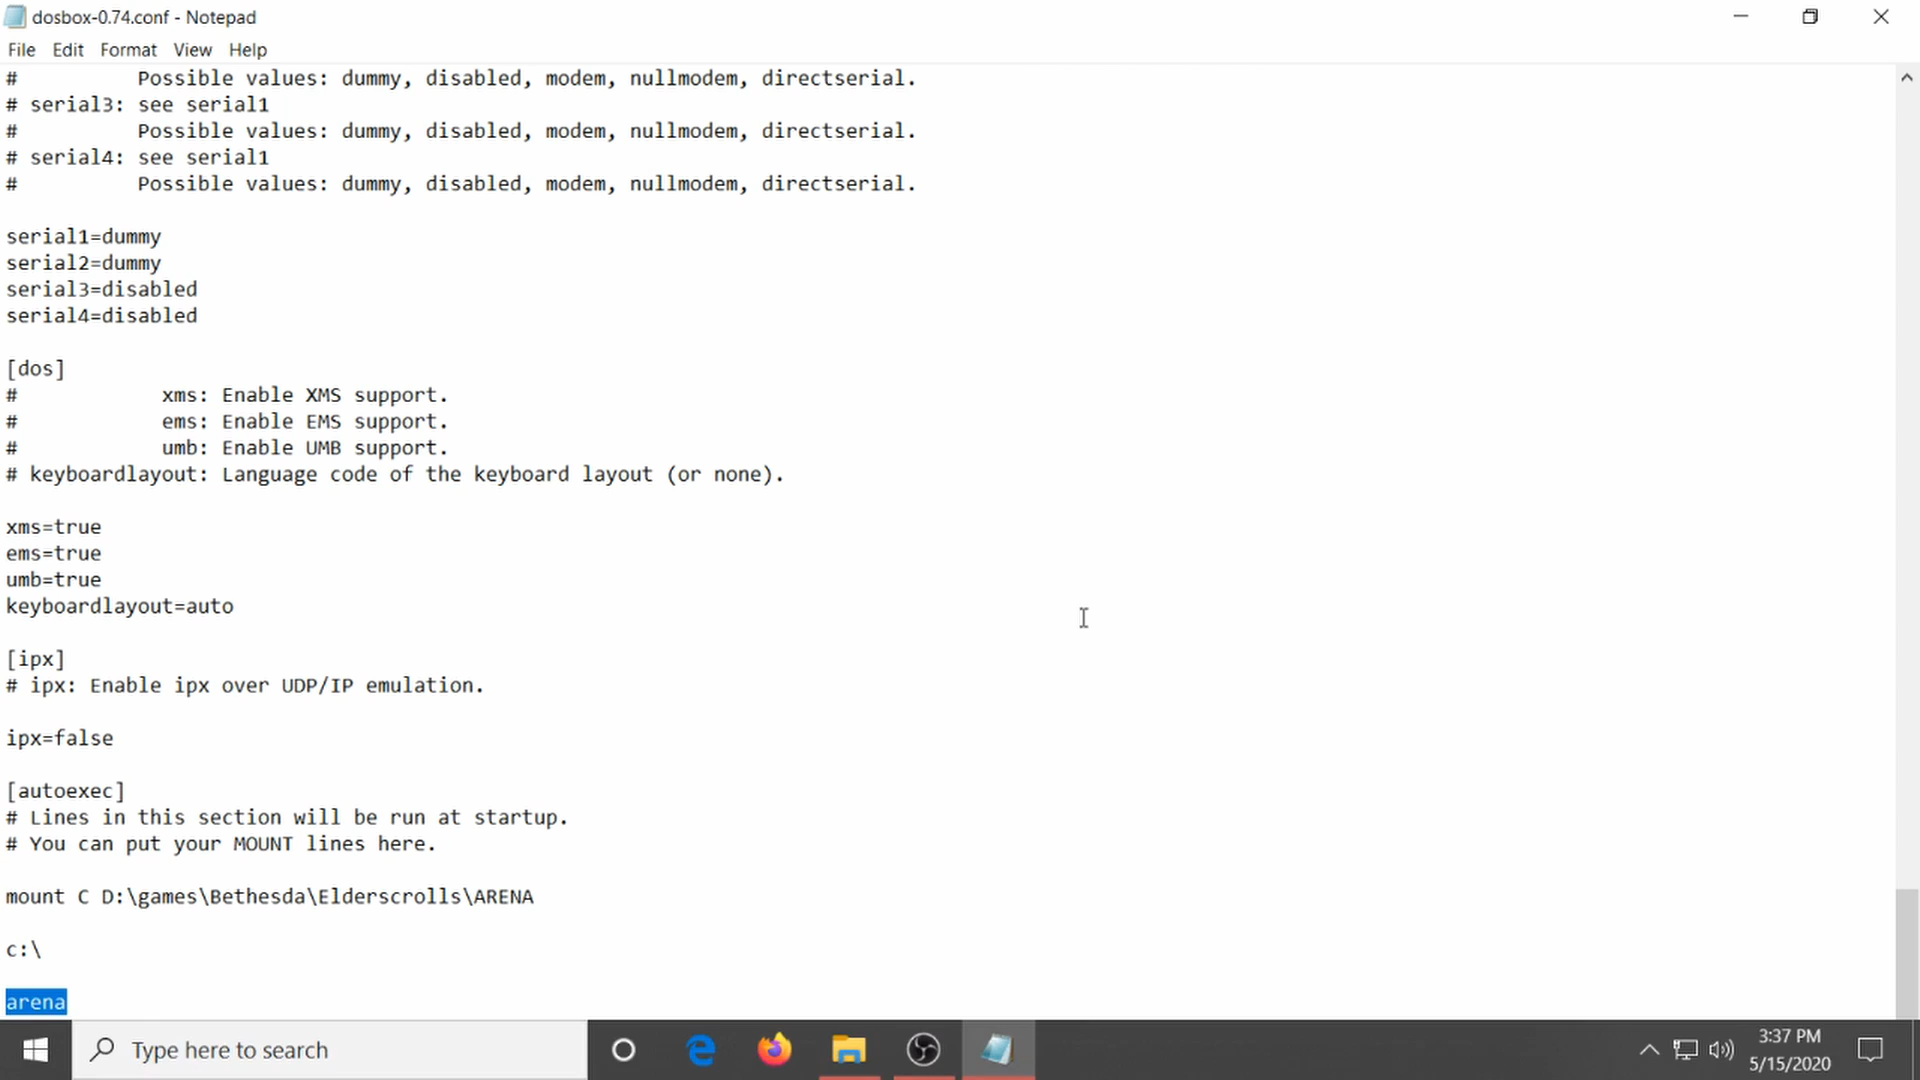 dosbox-0.74.conf - Notepad
File Edit Format View Help
# Possible values: dummy, disabled, modem, nullmodem, directserial.
# serial3: see serial1
# Possible values: dummy, disabled, modem, nullmodem, directserial.
# serial4: see serial1
# Possible values: dummy, disabled, modem, nullmodem, directserial.
serial1=dummy
serial2=dummy
serial3=disabled
serial4=disabled
[dos]
# xms: Enable XMS support.
# ems: Enable EMS support.
# umb: Enable UMB support.
# keyboardlayout: Language code of the keyboard layout (or none).
xms=true
ems=true
umb=true
keyboardlayout=auto
[ipx]
# ipx: Enable ipx over UDP/IP emulation.
ipx=false
[autoexec]
# Lines in this section will be run at startup.
# You can put your MOUNT lines here.
mount C D:\games\Bethesda\Elderscrolls\ARENA
c:\
arena
Type here to search
3:37 PM
5/15/2020